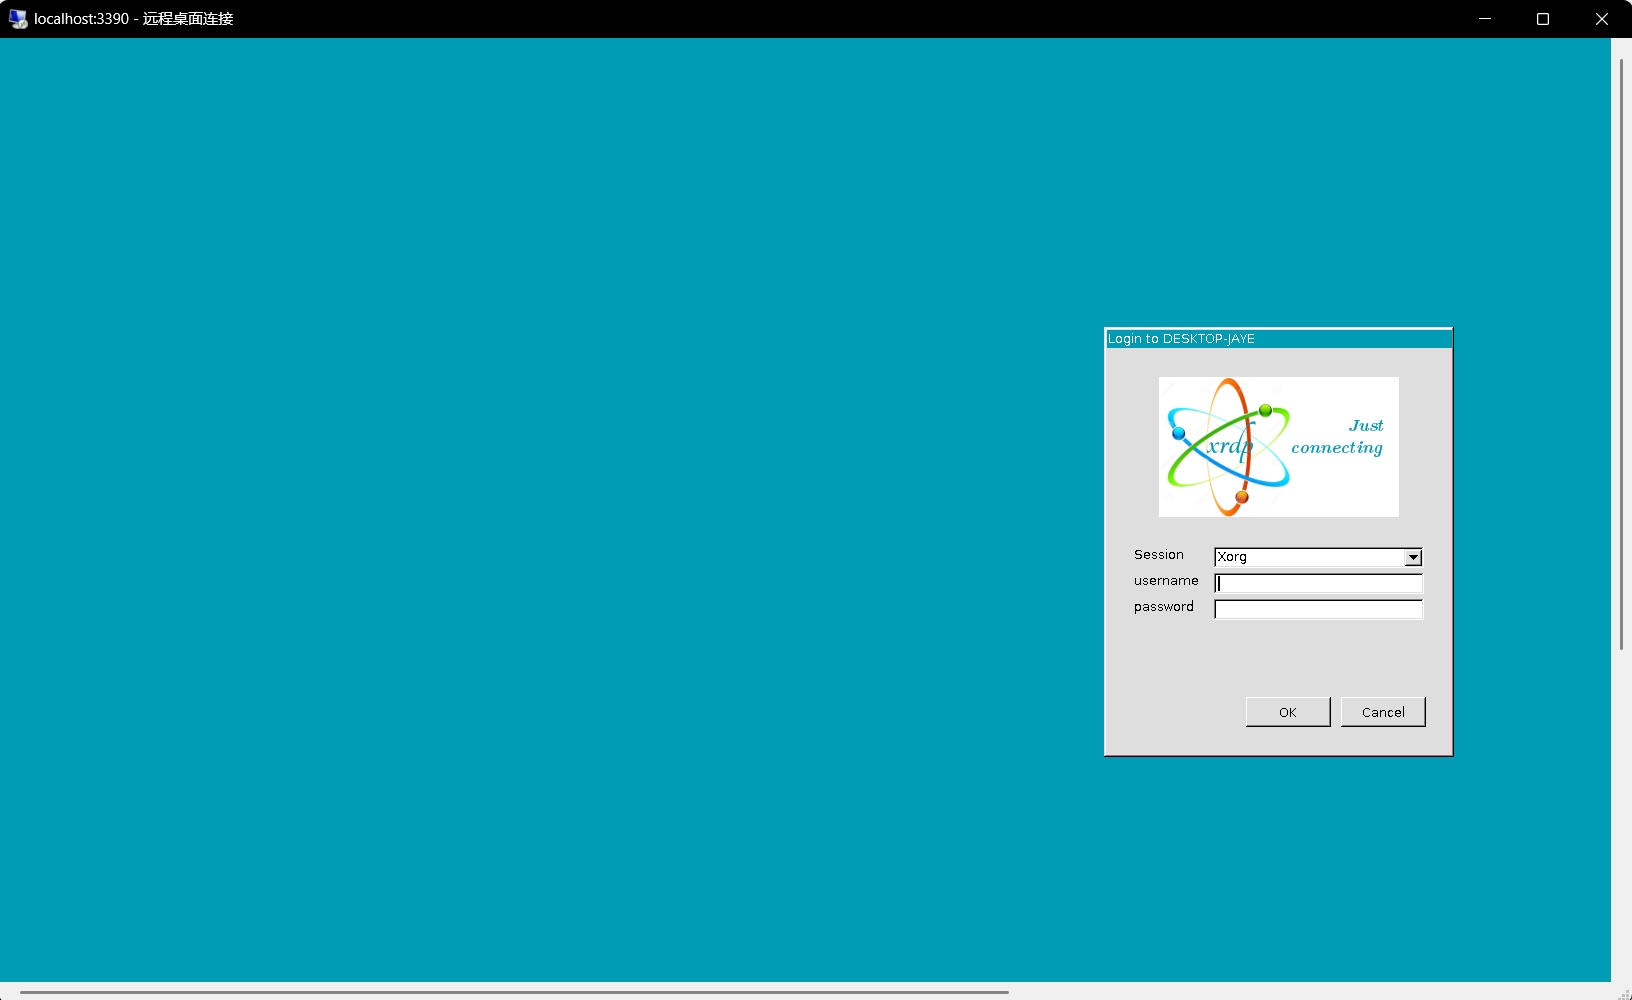 localhost:3390 - 远程桌面连接
Login to DESKTOP-JAYE
xrdp
Just
connecting
Session
Xorg
username
password
OK
Cancel